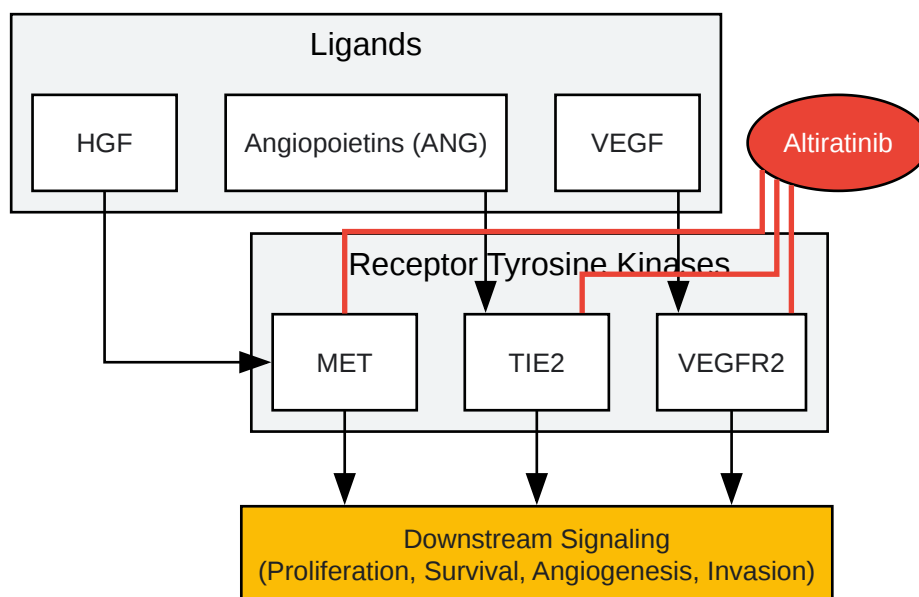 Ligands
HGF
Angiopoietins (ANG)
VEGF
Altiratinib
Receptor Tyrosine Kinases
MET
TIE2
VEGFR2
Downstream Signaling
(Proliferation, Survival, Angiogenesis, Invasion)